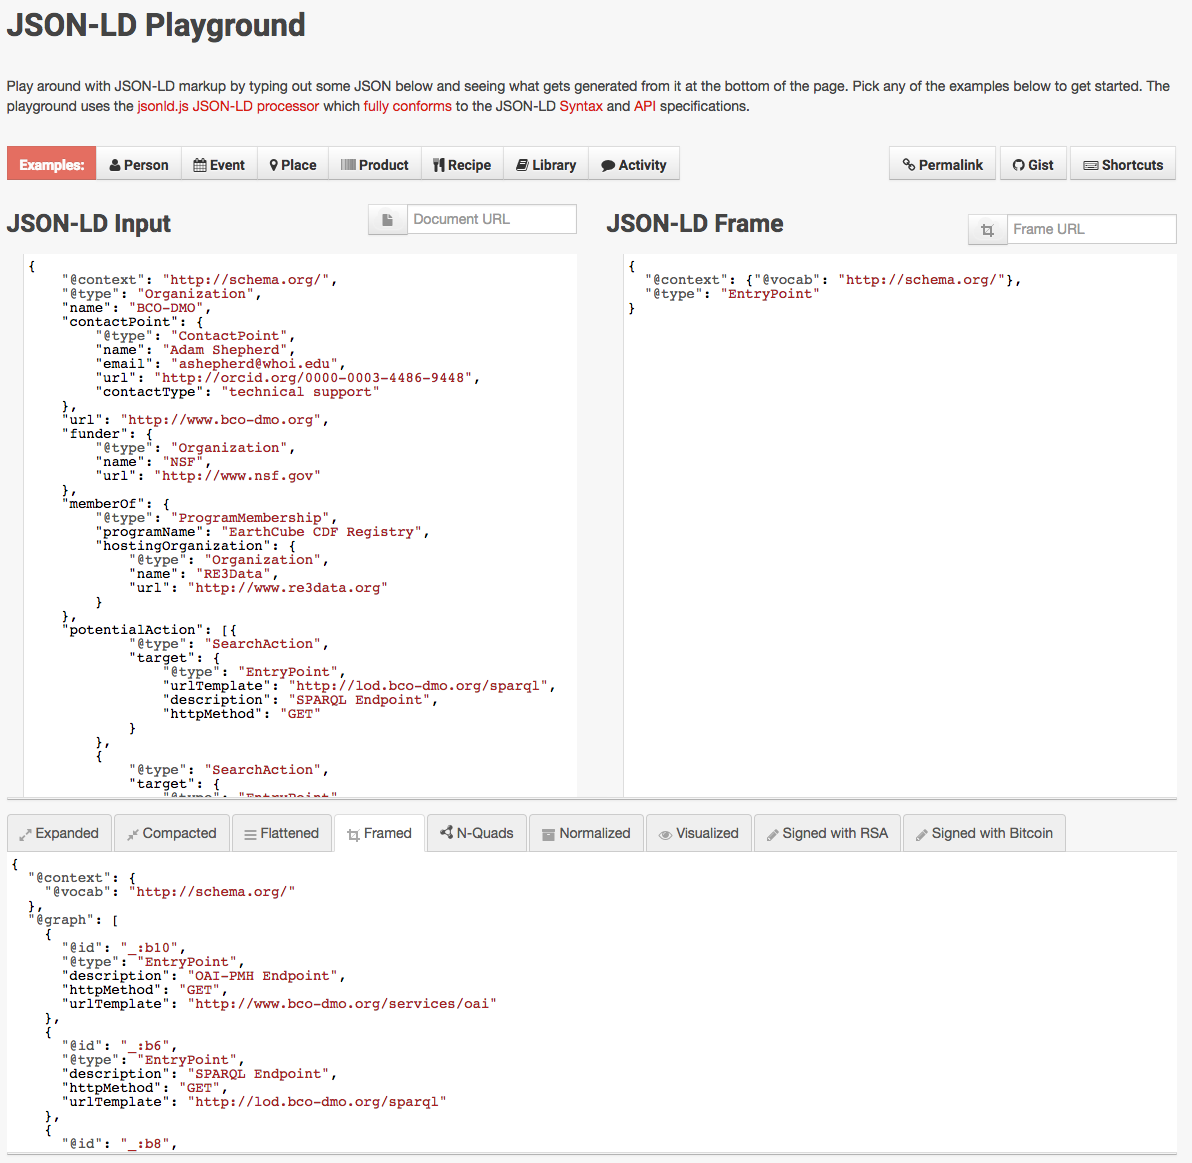 JSON-LD Playground
Play around with JSON-LD markup by typing out some JSON below and seeing what gets generated from it at the bottom of the page. Pick any of the examples below to get started. The
playground uses the jsonld.js JSON-LD processor which fully conforms to the JSON-LD Syntax and API specifications.
Examples: Person Event Place Product Recipe Library Activity Permalink Gist Shortcuts
JSON-LD Input
Document URL
{
    "@context": "http://schema.org/",
    "@type": "Organization",
    "name": "BCO-DMO",
    "contactPoint": {
        "@type": "ContactPoint",
        "name": "Adam Shepherd",
        "email": "ashepherd@whoi.edu",
        "url": "http://orcid.org/0000-0003-4486-9448",
        "contactType": "technical support"
    },
    "url": "http://www.bco-dmo.org",
    "funder": {
        "@type": "Organization",
        "name": "NSF",
        "url": "http://www.nsf.gov"
    },
    "memberOf": {
        "@type": "ProgramMembership",
        "programName": "EarthCube CDF Registry",
        "hostingOrganization": {
            "@type": "Organization",
            "name": "RE3Data",
            "url": "http://www.re3data.org"
        }
    },
    "potentialAction": [{
            "@type": "SearchAction",
            "target": {
                "@type": "EntryPoint",
                "urlTemplate": "http://lod.bco-dmo.org/sparql",
                "description": "SPARQL Endpoint",
                "httpMethod": "GET"
            }
        },
        {
            "@type": "SearchAction",
            "target": {
                "@type": "EntryPoint",
JSON-LD Frame
Frame URL
{
  "@context": {"@vocab": "http://schema.org/"},
  "@type": "EntryPoint"
}
Expanded Compacted Flattened Framed N-Quads Normalized Visualized Signed with RSA Signed with Bitcoin
{
  "@context": {
    "@vocab": "http://schema.org/"
  },
  "@graph": [
    {
      "@id": "_:b10",
      "@type": "EntryPoint",
      "description": "OAI-PMH Endpoint",
      "httpMethod": "GET",
      "urlTemplate": "http://www.bco-dmo.org/services/oai"
    },
    {
      "@id": "_:b6",
      "@type": "EntryPoint",
      "description": "SPARQL Endpoint",
      "httpMethod": "GET",
      "urlTemplate": "http://lod.bco-dmo.org/sparql"
    },
    {
      "@id": "_:b8",